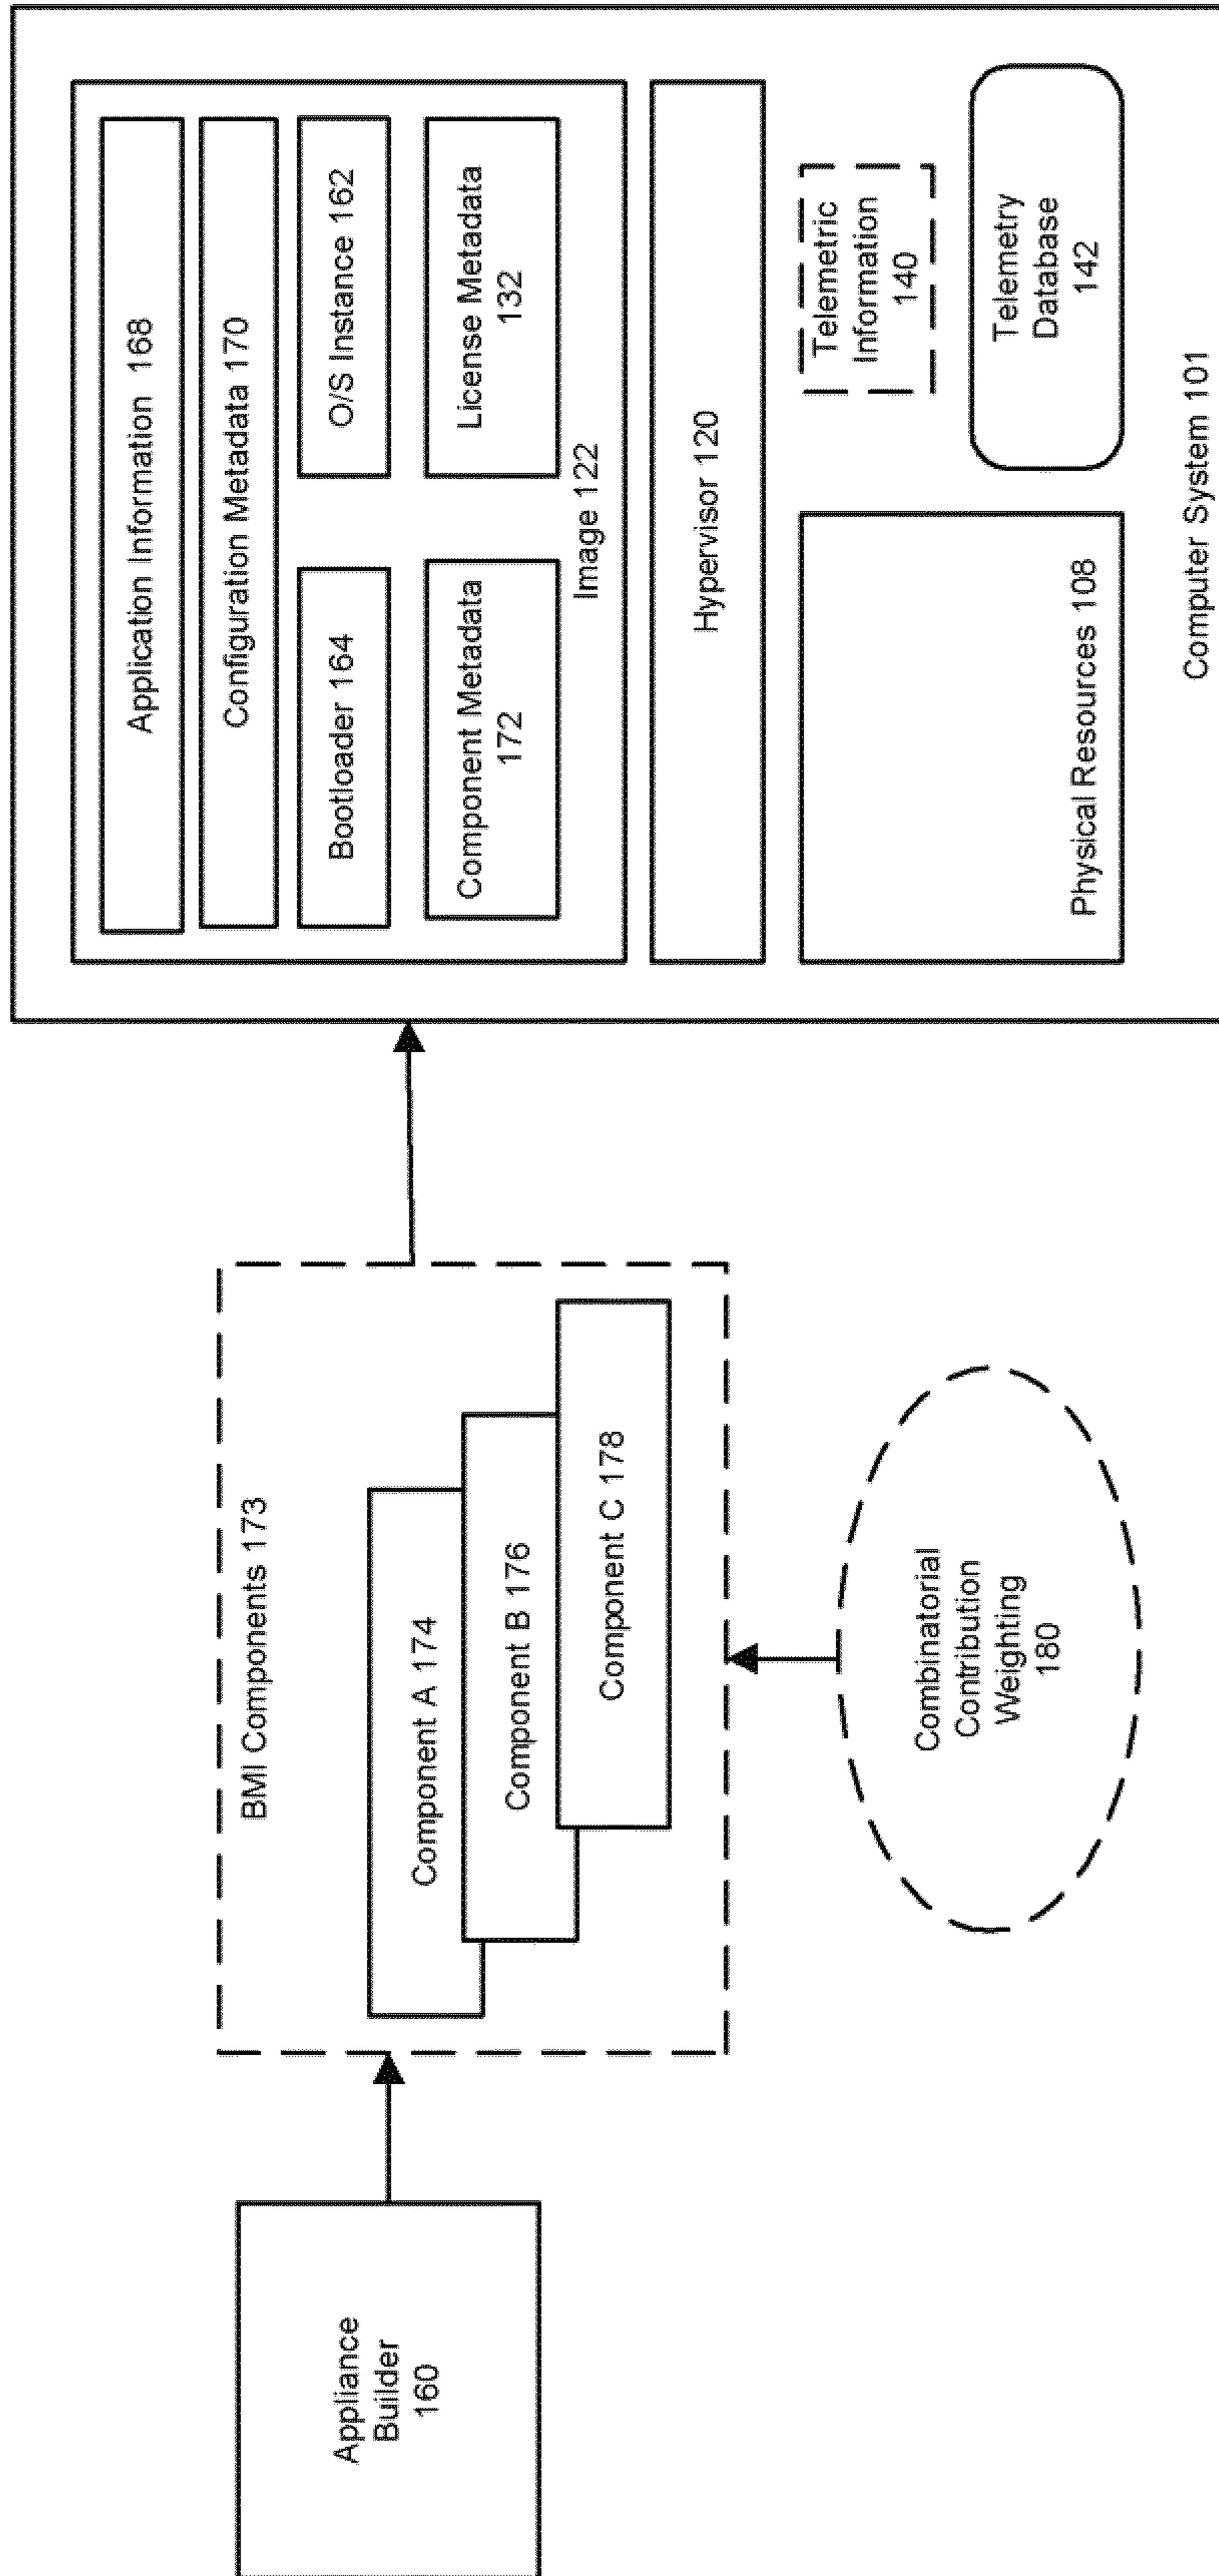 Appliance
Builder
160
BMI Components 173
Component A 174
Component B 176
Component C 178
Combinatorial
Contribution
Weighting
180
Application Information 168
Configuration Metadata 170
Bootloader 164
O/S Instance 162
Component Metadata
172
License Metadata
132
Image 122
Hypervisor 120
Physical Resources 108
Telemetric
Information
140
Telemetry
Database
142
Computer System 101